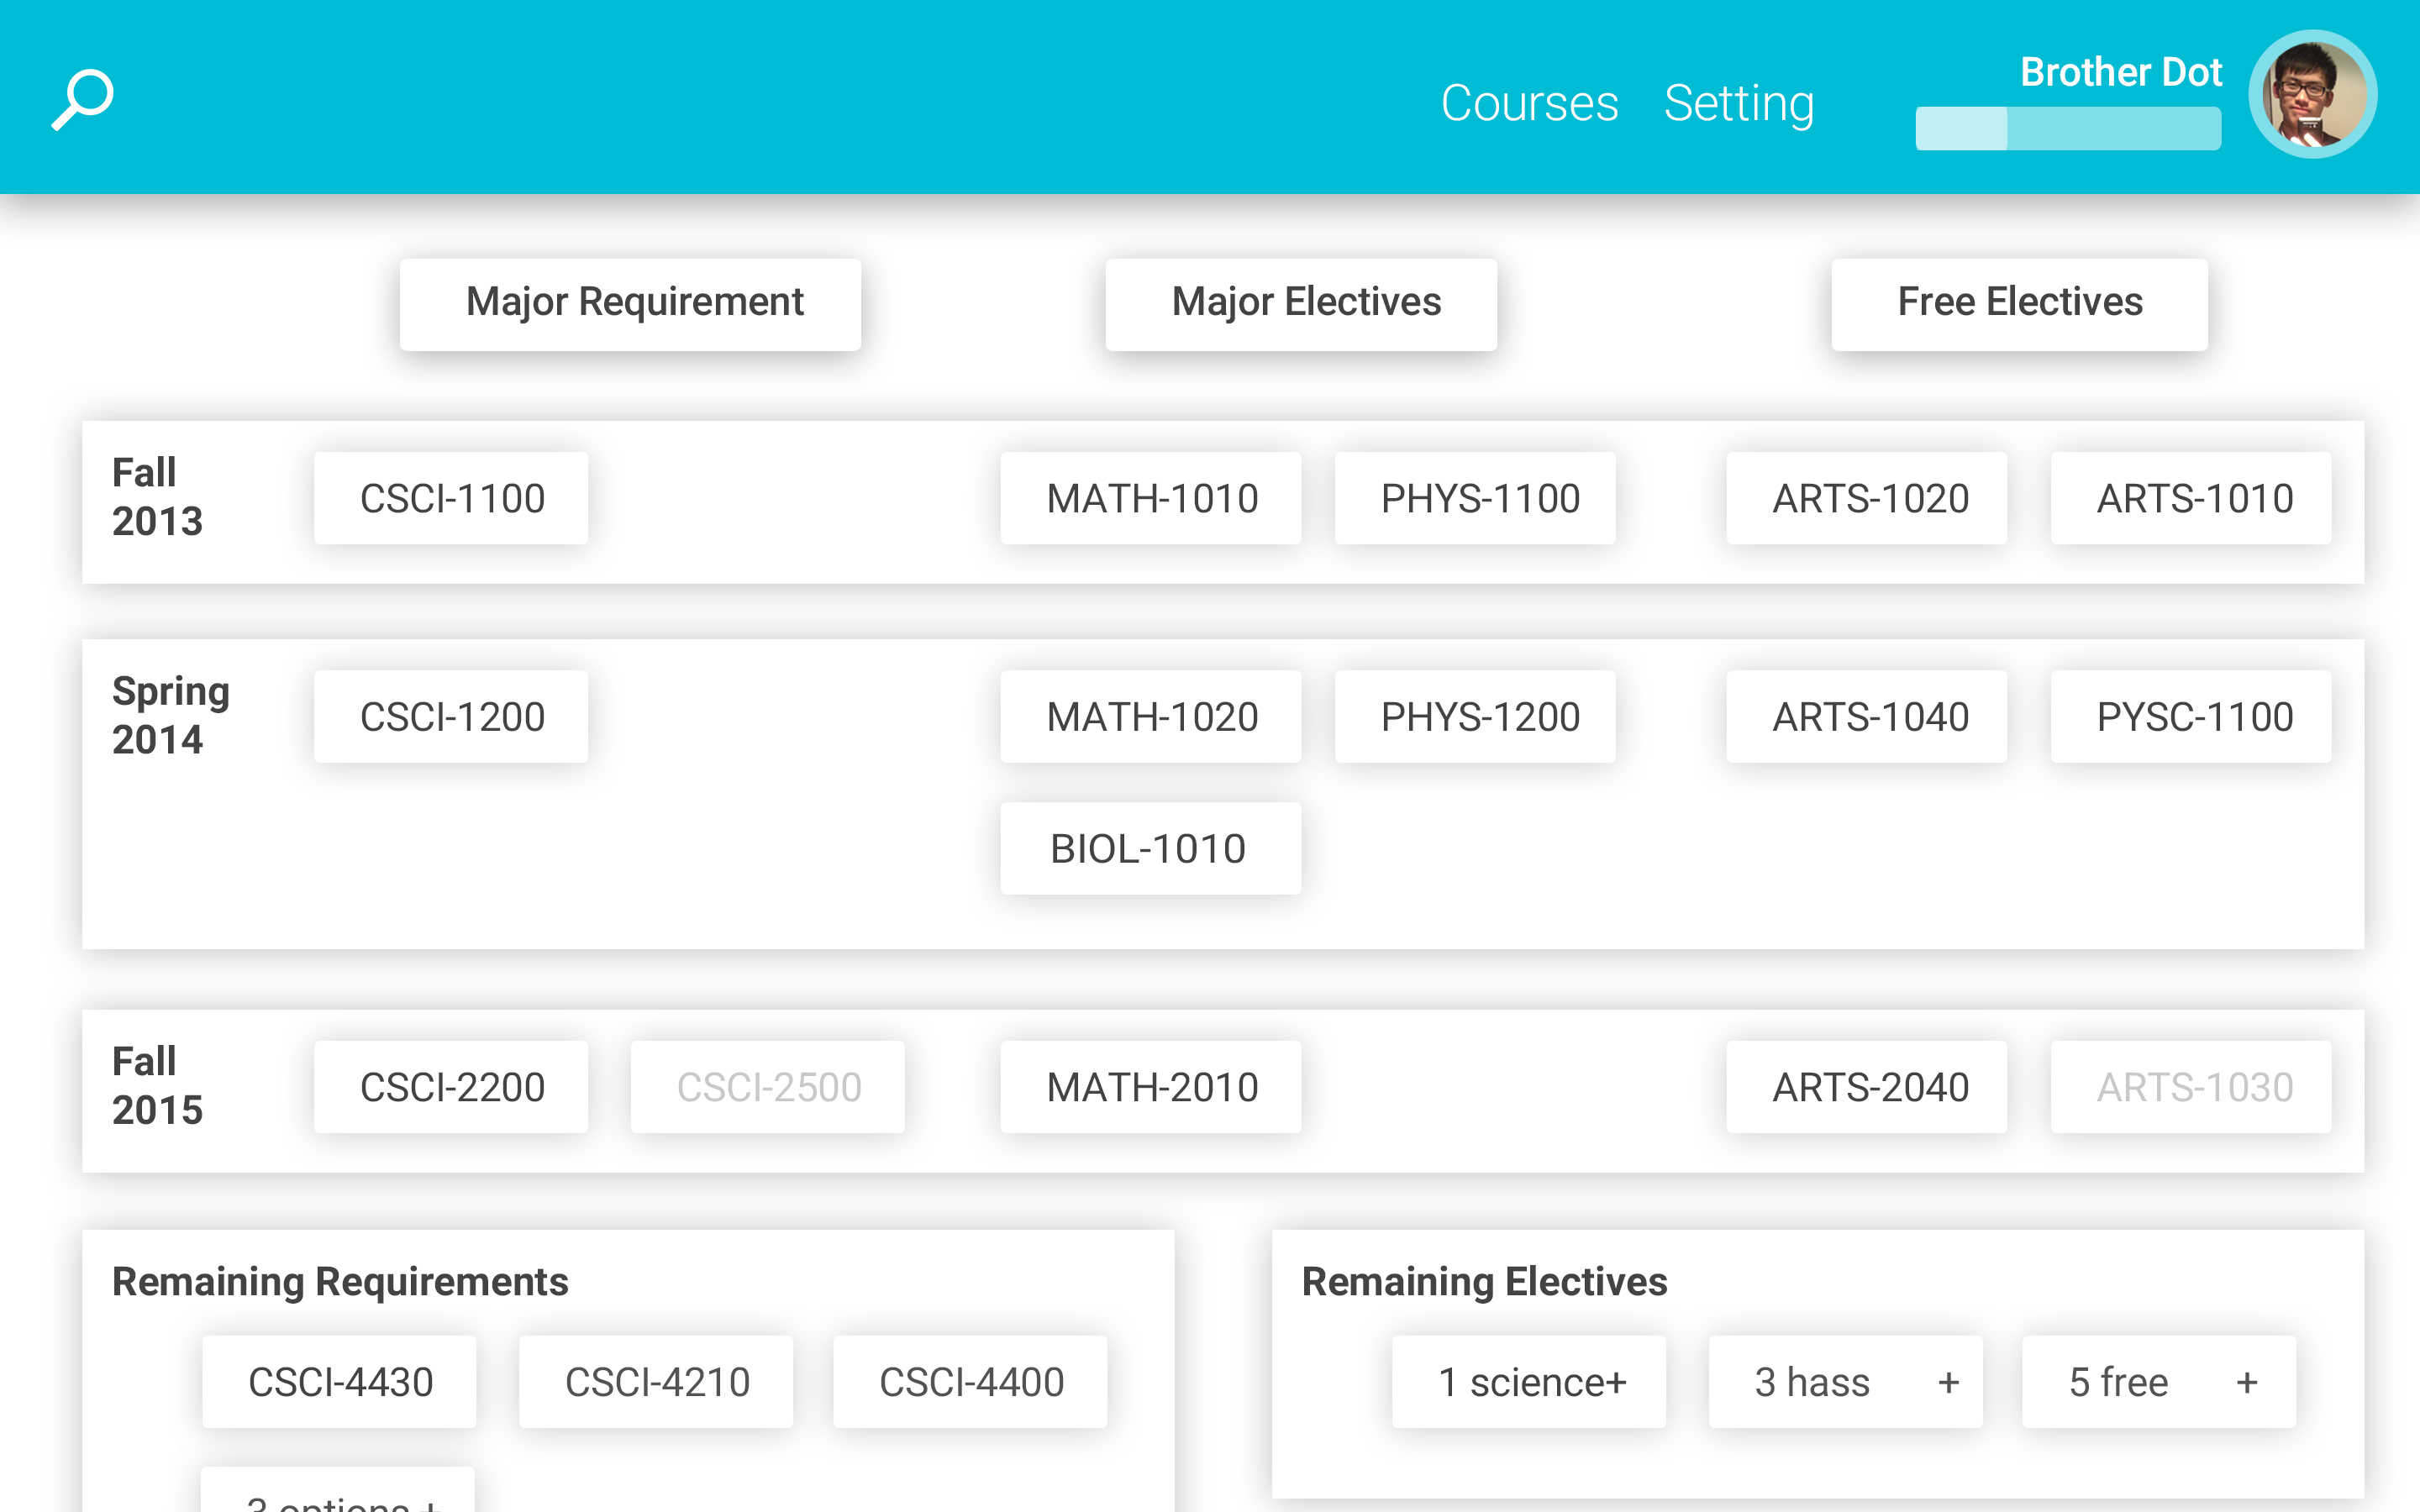 Courses Setting Brother Dot
Major Requirement Major Electives Free Electives
Fall
2013
CSCI-1100 MATH-1010 PHYS-1100 ARTS-1020 ARTS-1010
Spring
2014
CSCI-1200 MATH-1020 PHYS-1200 ARTS-1040 PYSC-1100
BIOL-1010
Fall
2015
CSCI-2200 CSCI-2500 MATH-2010 ARTS-2040 ARTS-1030
Remaining Requirements
CSCI-4430 CSCI-4210 CSCI-4400
3 options +
Remaining Electives
1 science+ 3 hass + 5 free +